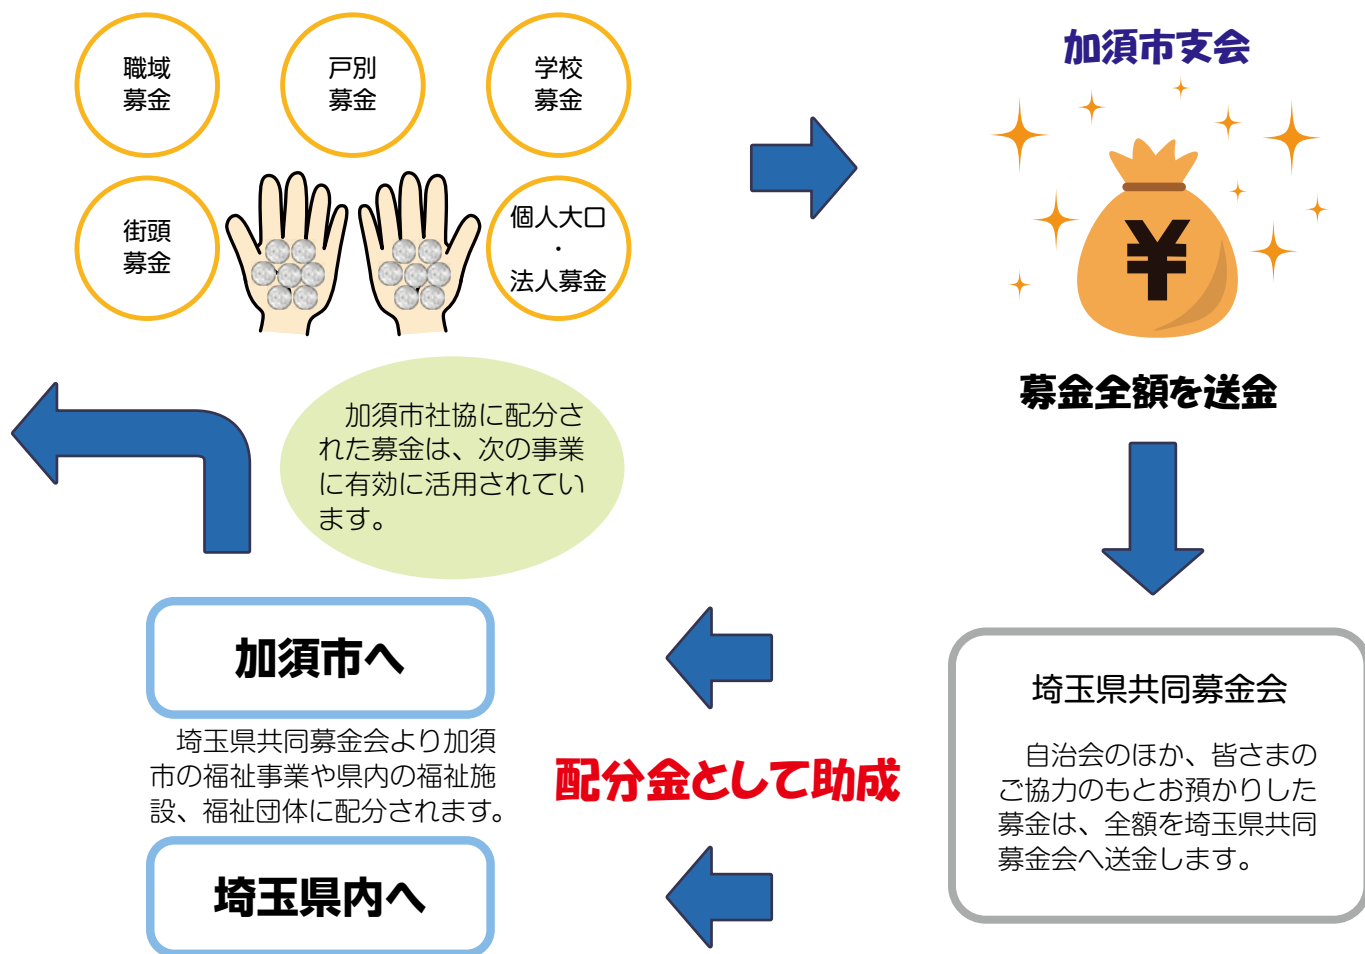 職域
募金
戸別
募金
学校
募金
街頭
募金
個人大口
・
法人募金
加須市支会
¥
募金全額を送金
加須市社協に配分さ
れた募金は、次の事業
に有効に活用されてい
ます。
埼玉県共同募金会
自治会のほか、皆さまの
ご協力のもとお預かりした
募金は、全額を埼玉県共同
募金会へ送金します。
配分金として助成
加須市へ
埼玉県共同募金会より加須
市の福祉事業や県内の福祉施
設、福祉団体に配分されます。
埼玉県内へ